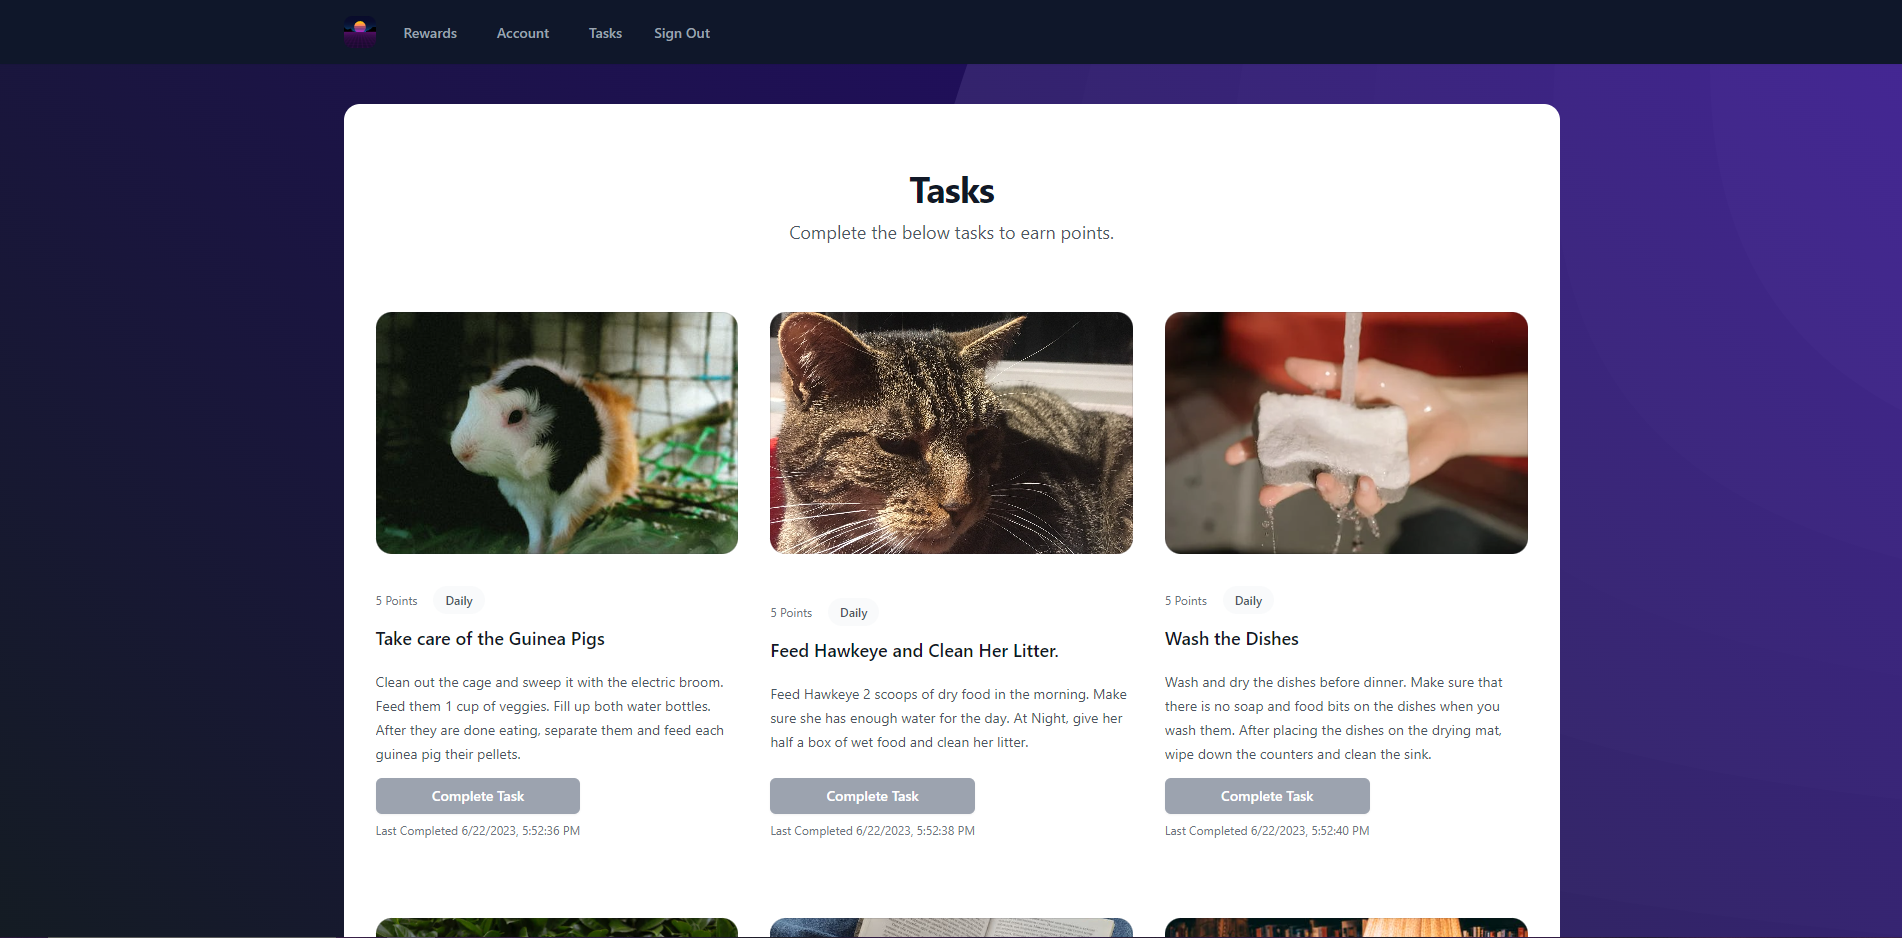 Rewards Account Tasks Sign Out
Tasks
Complete the below tasks to earn points.
5 Points Daily
Take care of the Guinea Pigs
Clean out the cage and sweep it with the electric broom.
Feed them 1 cup of veggies. Fill up both water bottles.
After they are done eating, separate them and feed each
guinea pig their pellets.
Complete Task
Last Completed 6/22/2023, 5:52:36 PM
5 Points Daily
Feed Hawkeye and Clean Her Litter.
Feed Hawkeye 2 scoops of dry food in the morning. Make
sure she has enough water for the day. At Night, give her
half a box of wet food and clean her litter.
Complete Task
Last Completed 6/22/2023, 5:52:38 PM
5 Points Daily
Wash the Dishes
Wash and dry the dishes before dinner. Make sure that
there is no soap and food bits on the dishes when you
wash them. After placing the dishes on the drying mat,
wipe down the counters and clean the sink.
Complete Task
Last Completed 6/22/2023, 5:52:40 PM